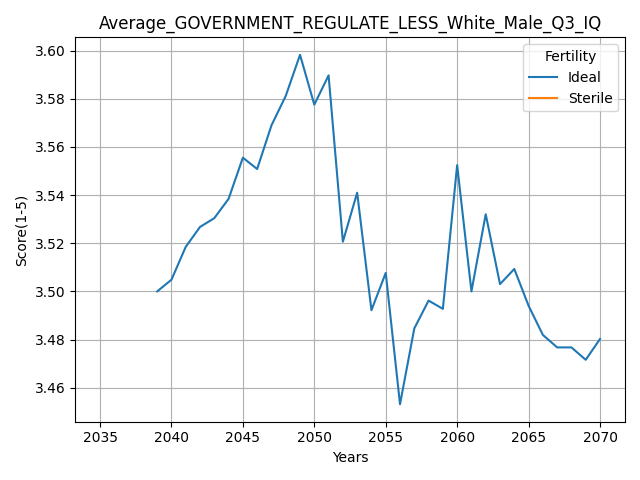 Average_GOVERNMENT_REGULATE_LESS_White_Male_Q3_IQ
Fertility
Ideal
Sterile
Score(1-5)
3.60
3.58
3.56
3.54
3.52
3.50
3.48
3.46
2035 2040 2045 2050 2055 2060 2065 2070
Years